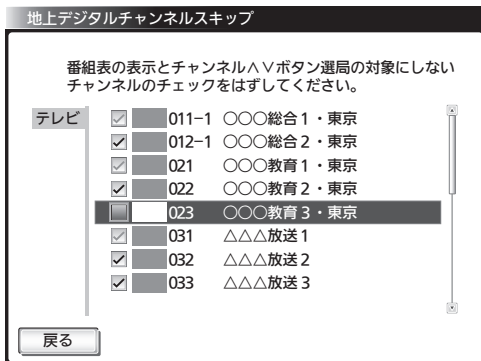 地上デジタルチャンネルスキップ
番組表の表示とチャンネル∧∨ボタン選局の対象にしない
チャンネルのチェックをはずしてください。
テレビ
011−1 ○○○総合1・東京
012−1 ○○○総合2・東京
021 ○○○教育1・東京
022 ○○○教育2・東京
023 ○○○教育3・東京
031 △△△放送1
032 △△△放送2
033 △△△放送3
戻る